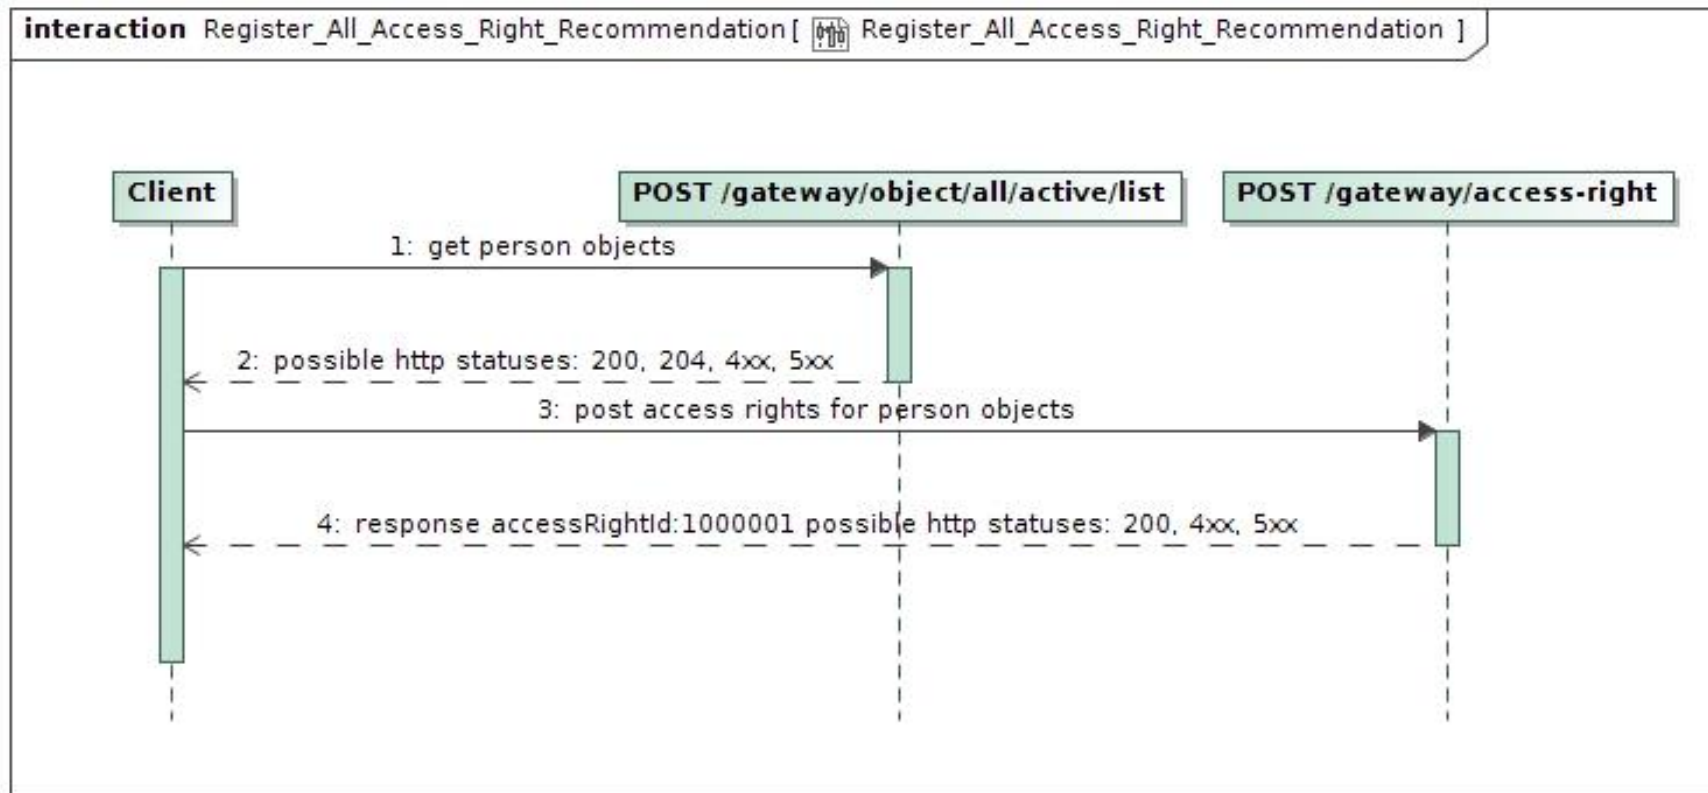 interaction Register_All_Access_Right_Recommendation[ Register_All_Access_Right_Recommendation ]
Client
POST /gateway/object/all/active/list
POST /gateway/access-right
1: get person objects
2: possible http statuses: 200, 204, 4xx, 5xx
3: post access rights for person objects
4: response accessRightId:1000001 possible http statuses: 200, 4xx, 5xx